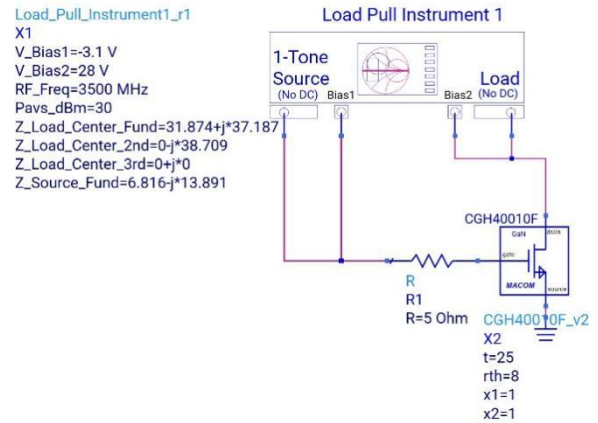 Load_Pull_Instrument1_r1
X1
V_Bias1=-3.1 V
V_Bias2=28 V
RF_Freq=3500 MHz
Pavs_dBm=30
Z_Load_Center_Fund=31.874+j*37.187
Z_Load_Center_2nd=0-j*38.709
Z_Load_Center_3rd=0+j*0
Z_Source_Fund=6.816-j*13.891
Load Pull Instrument 1
1-Tone
Source
(No DC)
Bias1
Bias2
Load
(No DC)
CGH40010F
GaN
drain
gate
MACOM
source
R
R1
R=5 Ohm
CGH40010F_v2
X2
t=25
rth=8
x1=1
x2=1